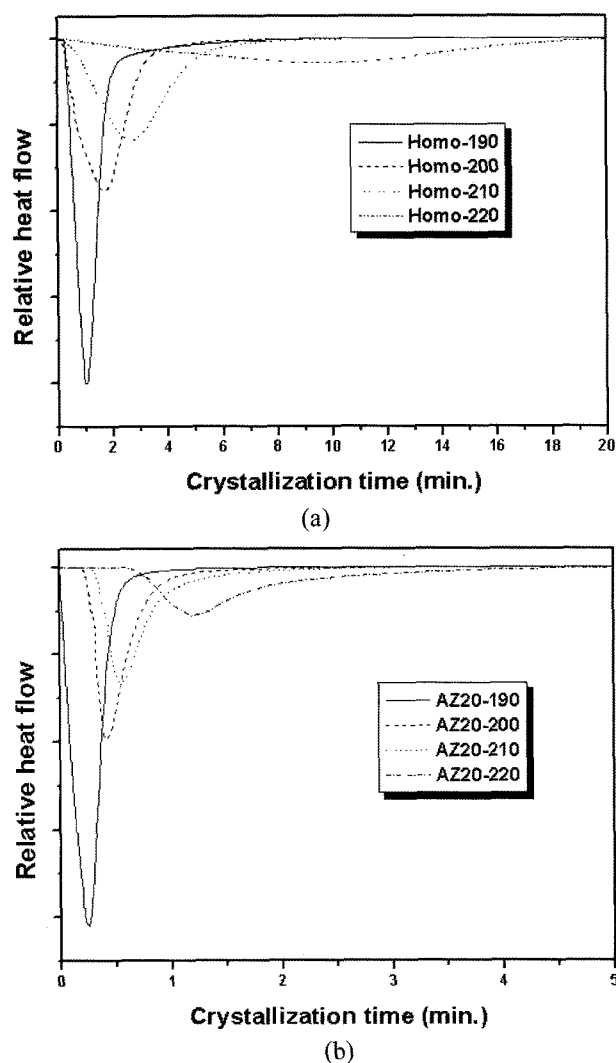 Relative heat flow
Homo-190
Homo-200
Homo-210
Homo-220
0 2 4 6 8 10 12 14 16 18 20
Crystallization time (min.)
(a)
Relative heat flow
AZ20-190
AZ20-200
AZ20-210
AZ20-220
0 1 2 3 4 5
Crystallization time (min.)
(b)